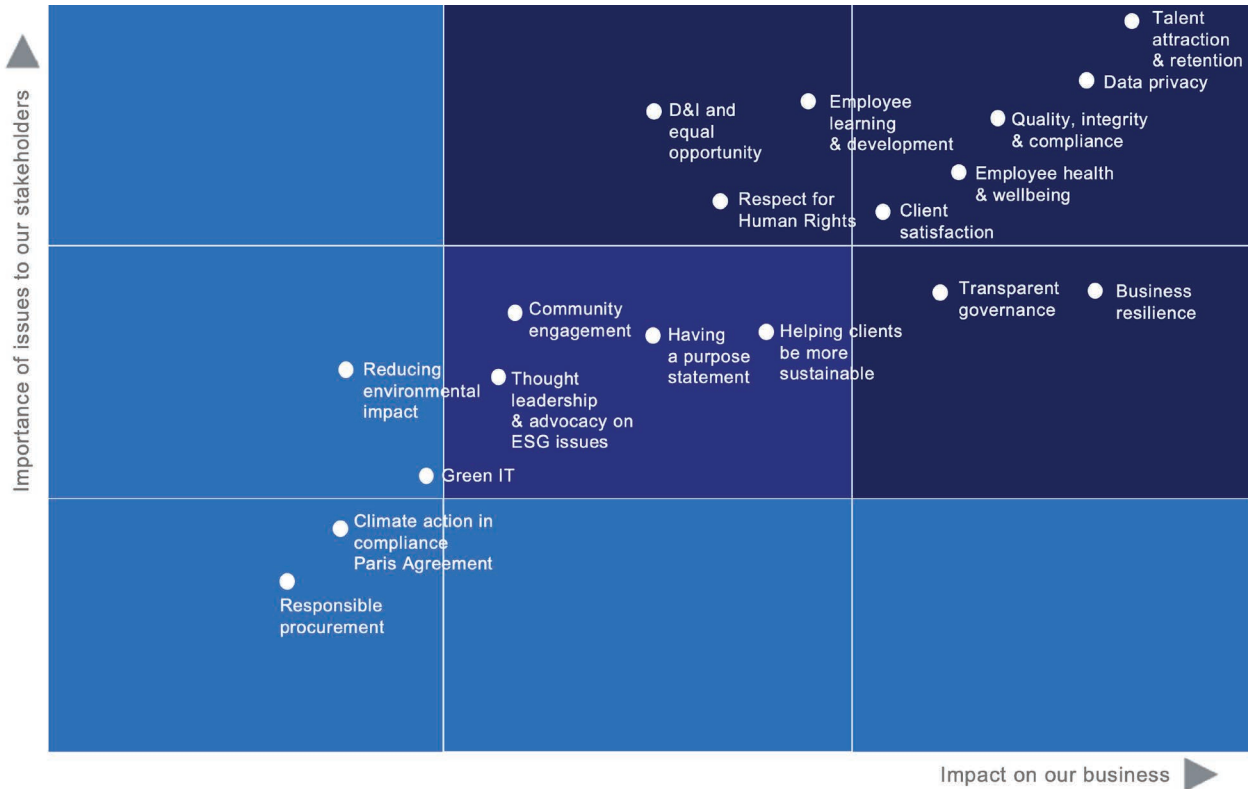 Importance of issues to our stakeholders
Talent
attraction
& retention
Data privacy
D&I and
equal
opportunity
Employee
learning
& development
Quality, integrity
& compliance
Employee health
& wellbeing
Respect for
Human Rights
Client
satisfaction
Transparent
governance
Business
resilience
Community
engagement
Having
a purpose
statement
Helping clients
be more
sustainable
Reducing
environmental
impact
Thought
leadership
& advocacy on
ESG issues
Green IT
Climate action in
compliance
Paris Agreement
Responsible
procurement
Impact on our business